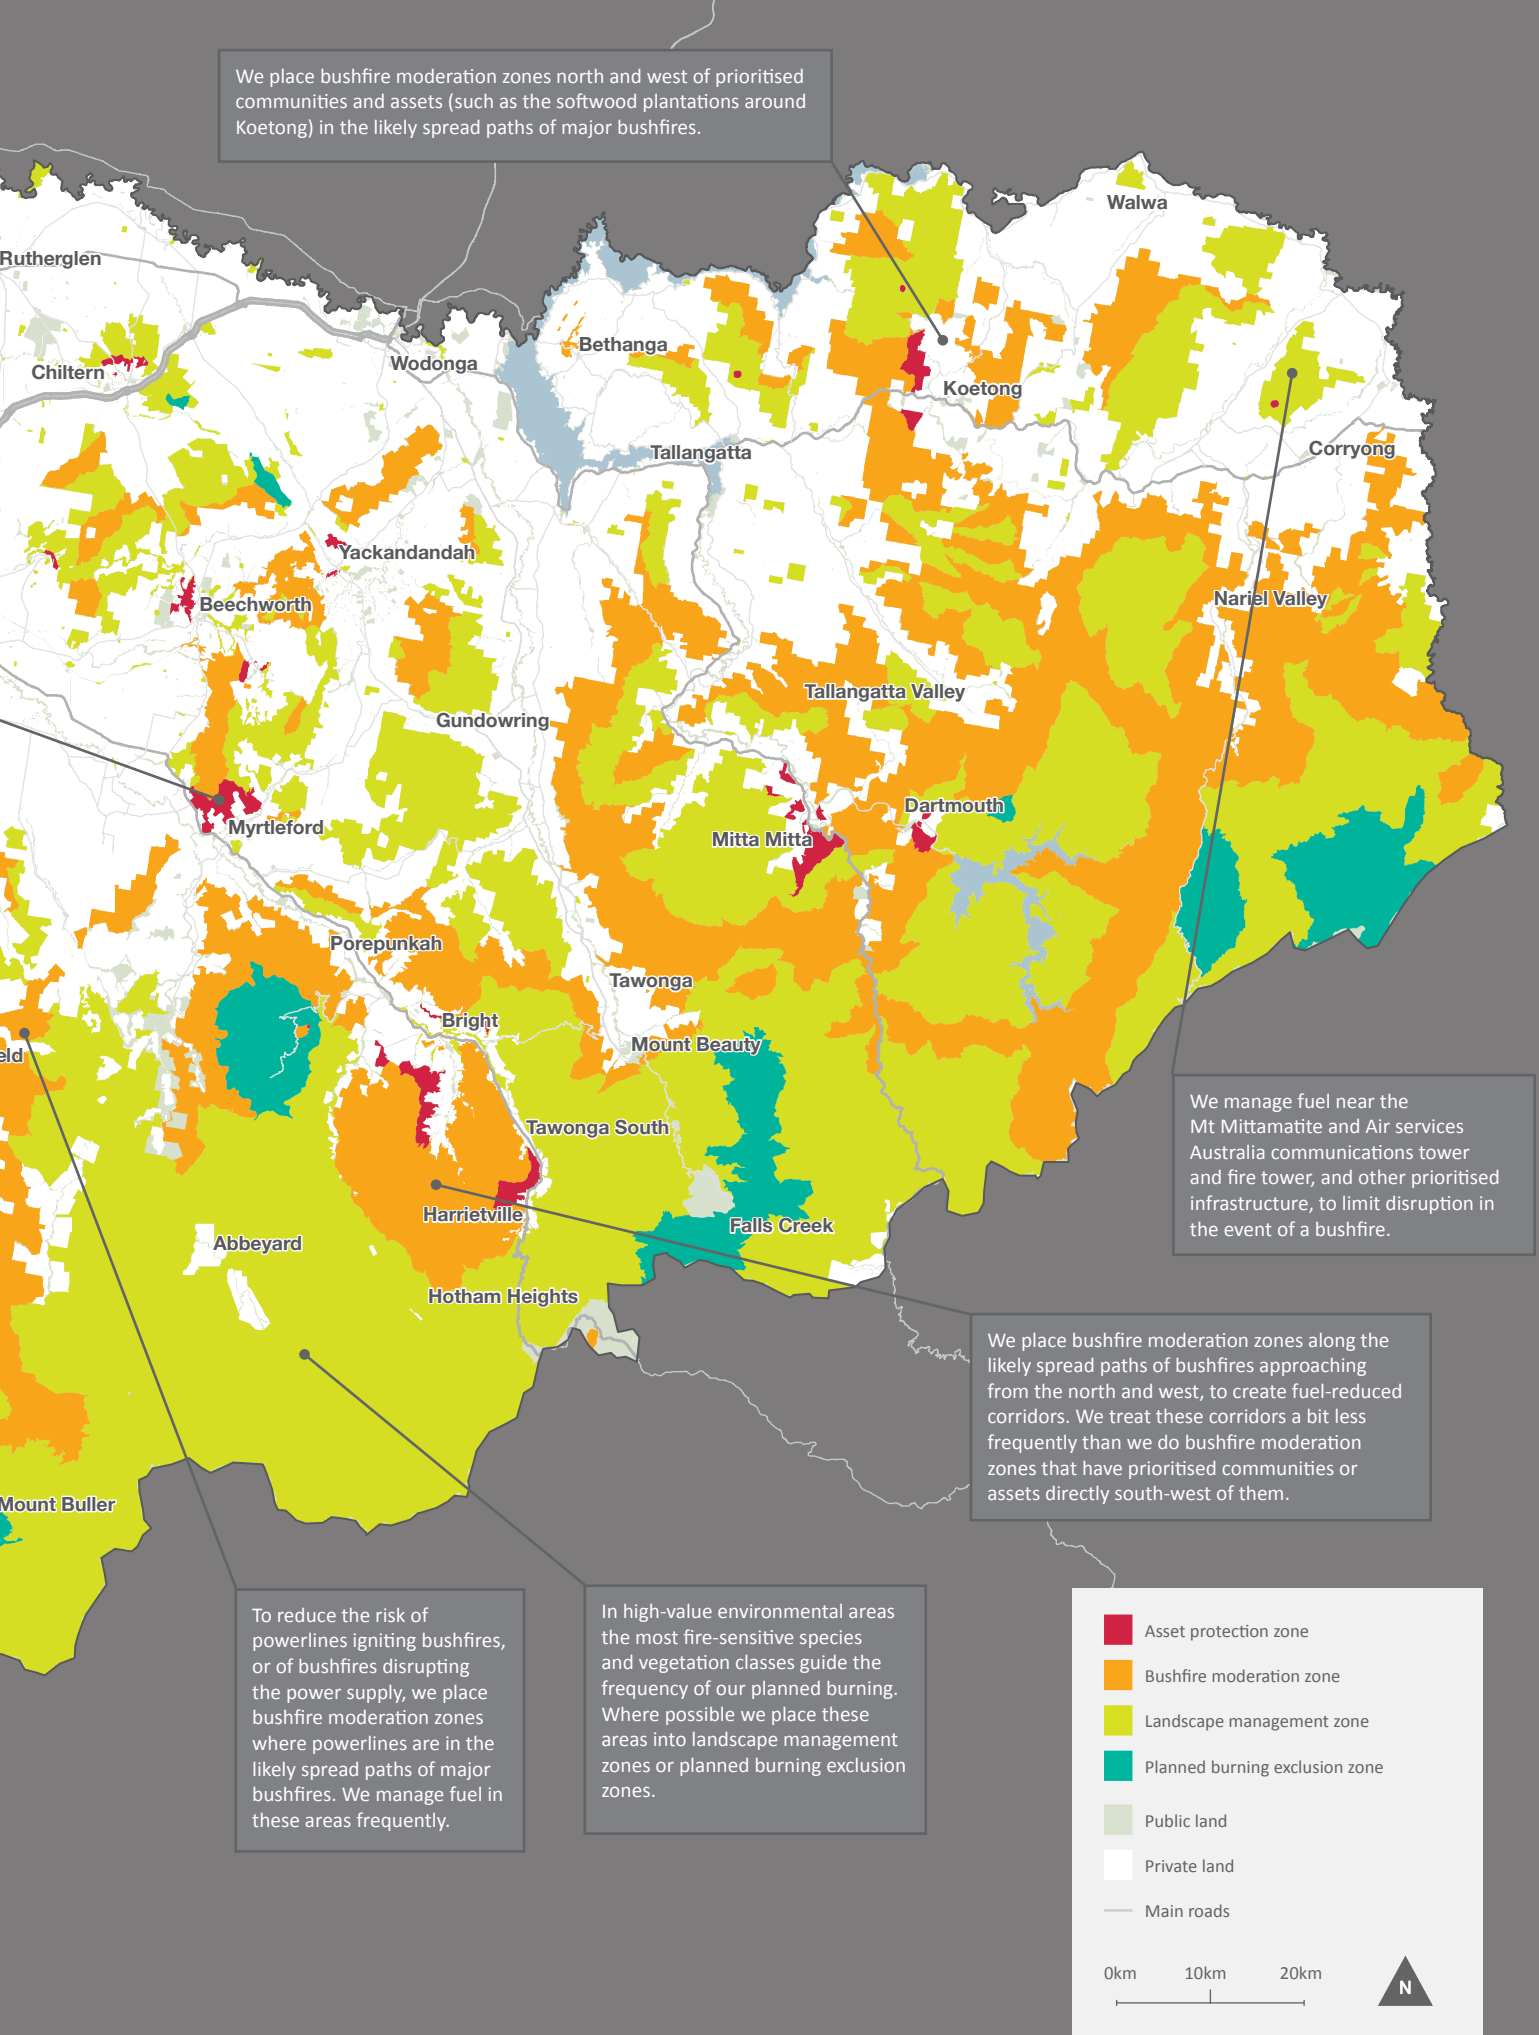 We place bushfire moderation zones north and west of prioritised
communities and assets (such as the softwood plantations around
Koetong) in the likely spread paths of major bushfires.
Walwa
Rutherglen
Bethanga
Wodonga
Chiltern
Koetong
Corryong
Tallangatta
Yackandandah
Beechworth
Nariel Valley
Tallangatta Valley
Gundowring
Dartmouth
Myrtleford
Mitta Mitta
Porepunkah
Tawonga
Bright
Mount Beauty
eld
Tawonga South
Harrietville
Falls Creek
Abbeyard
Hotham Heights
Mount Buller
We manage fuel near the
Mt Mittamatite and Air services
Australia communications tower
and fire tower, and other prioritised
infrastructure, to limit disruption in
the event of a bushfire.
We place bushfire moderation zones along the
likely spread paths of bushfires approaching
from the north and west, to create fuel-reduced
corridors. We treat these corridors a bit less
frequently than we do bushfire moderation
zones that have prioritised communities or
assets directly south-west of them.
To reduce the risk of
powerlines igniting bushfires,
or of bushfires disrupting
the power supply, we place
bushfire moderation zones
where powerlines are in the
likely spread paths of major
bushfires. We manage fuel in
these areas frequently.
In high-value environmental areas
the most fire-sensitive species
and vegetation classes guide the
frequency of our planned burning.
Where possible we place these
areas into landscape management
zones or planned burning exclusion
zones.
Asset protection zone
Bushfire moderation zone
Landscape management zone
Planned burning exclusion zone
Public land
Private land
Main roads
0km 10km 20km
N